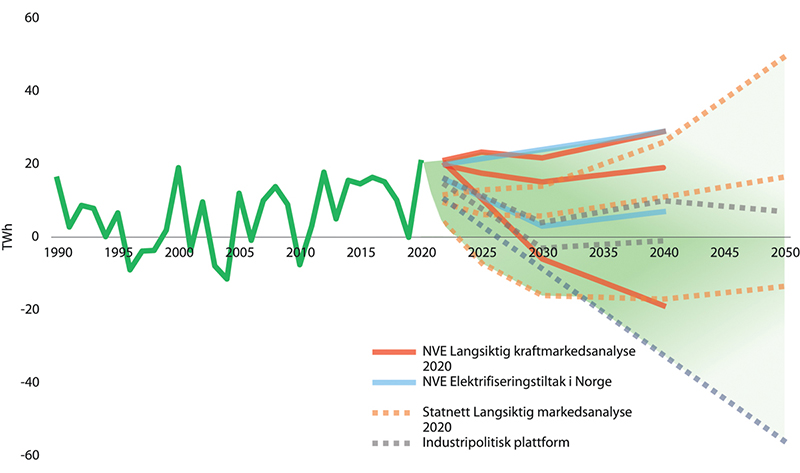 60
40
20
0
-20
-40
-60
TWh
1990 1995 2000 2005 2010 2015 2020 2025 2030 2035 2040 2045 2050
NVE Langsiktig kraftmarkedsanalyse
2020
NVE Elektrifiseringstiltak i Norge
Statnett Langsiktig markedsanalyse
2020
Industripolitisk plattform